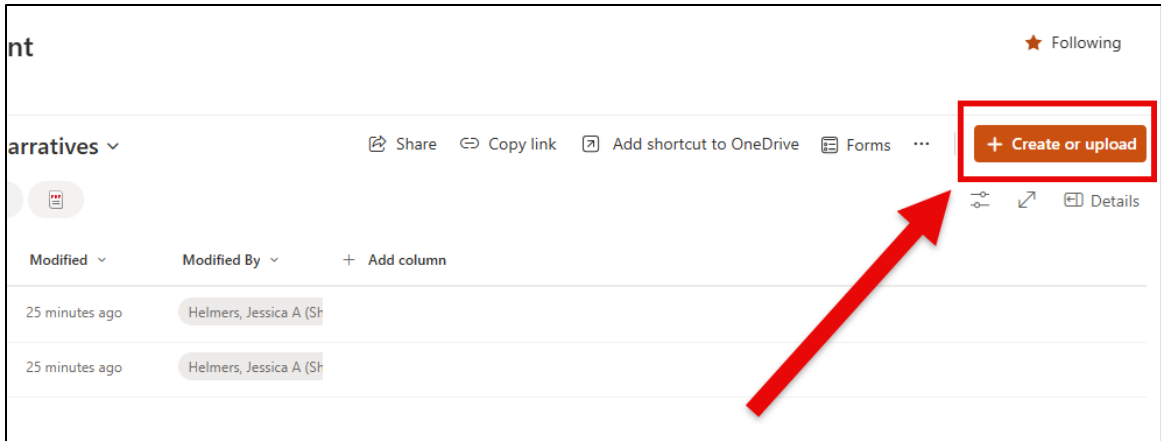 nt
Following
arratives
Share Copy link Add shortcut to OneDrive Forms ... + Create or upload
PDF
Details
Modified Modified By + Add column
25 minutes ago Helmers, Jessica A (Sh
25 minutes ago Helmers, Jessica A (Sh